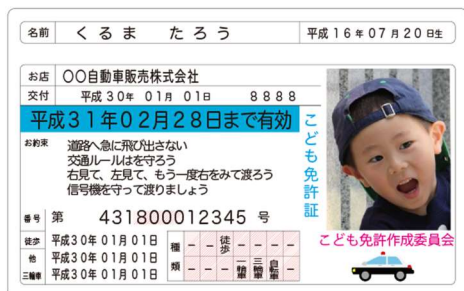 名前 くるま たろう 平成16年07月20日生
お店 〇〇自動車販売株式会社
交付 平成30年 01月 01日 8888
平成31年02月28日まで有効
こども免許証
お約束 道路へ急に飛び出さない
交通ルールはを守ろう
右見て、左見て、もう一度右をみて渡ろう
信号機を守って渡りましょう
番号 第 431800012345 号
徒歩 平成30年01月01日
他 平成30年01月01日
三輪車 平成30年01月01日
種類 - - 徒歩 - - - -
- - - 一輪車 三輪車 自転車 -
こども免許作成委員会